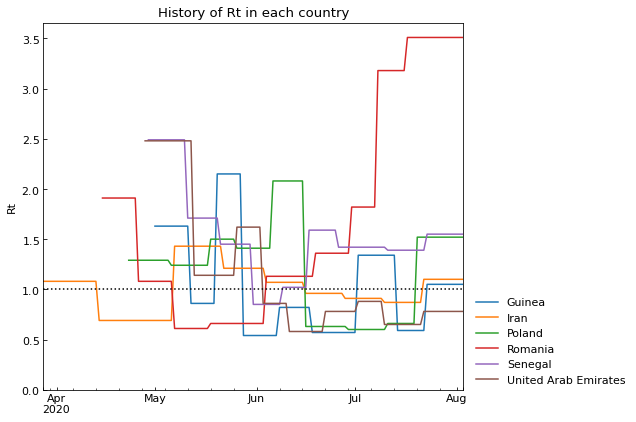 History of Rt in each country
Rt
3.5
3.0
2.5
2.0
1.5
1.0
0.5
0.0
Apr May Jun Jul Aug
2020
Guinea
Iran
Poland
Romania
Senegal
United Arab Emirates